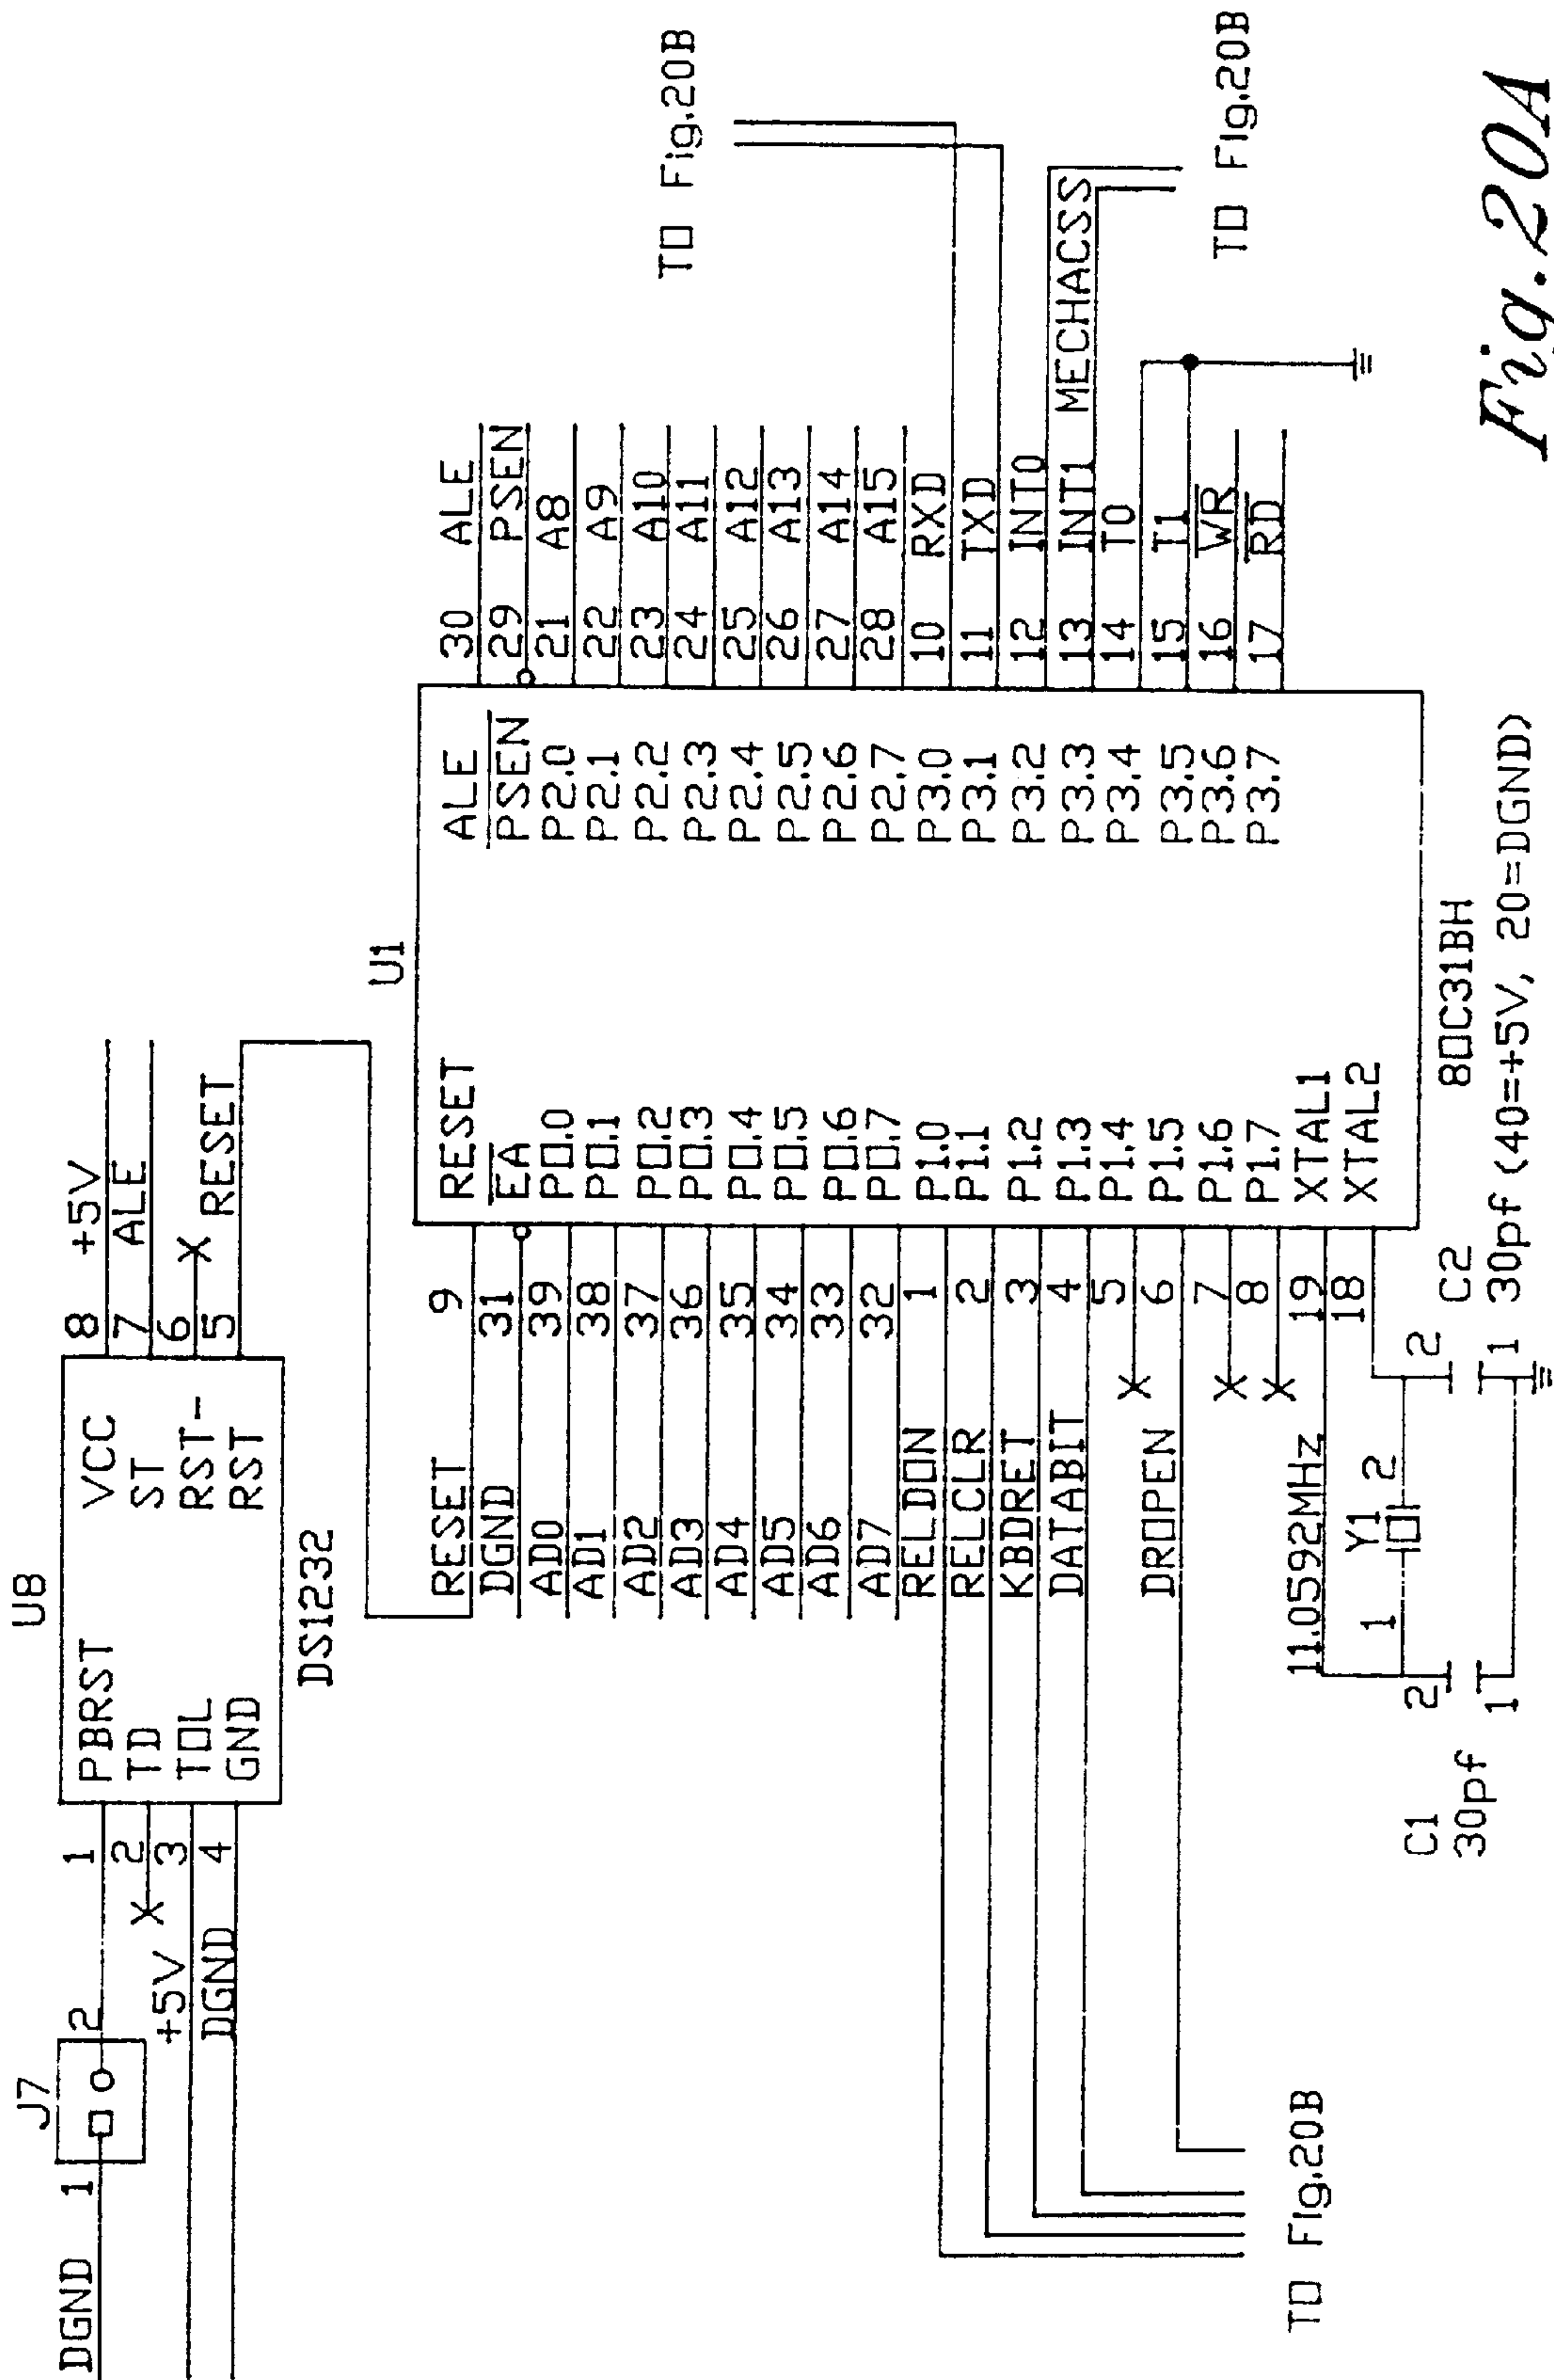 J7
DGND 1
2
+5V
DGND
U8
1 PBRST
2 TD
3 TOL
4 GND
VCC 8 +5V
ST 7 ALE
RST- 6
RST 5 RESET
DS1232
U1
RESET 9 RESET
DGND 31 EA
AD0 39 P0.0
AD1 38 P0.1
AD2 37 P0.2
AD3 36 P0.3
AD4 35 P0.4
AD5 34 P0.5
AD6 33 P0.6
AD7 32 P0.7
RELDON 1 P1.0
RELCLR 2 P1.1
KBDRET 3 P1.2
DATABIT 4 P1.3
5 P1.4
DROPEN 6 P1.5
7 P1.6
8 P1.7
19 XTAL1
18 XTAL2
ALE 30 ALE
PSEN 29 PSEN
P2.0 21 A8
P2.1 22 A9
P2.2 23 A10
P2.3 24 A11
P2.4 25 A12
P2.5 26 A13
P2.6 27 A14
P2.7 28 A15
P3.0 10 RXD
P3.1 11 TXD
P3.2 12 INT0
P3.3 13 INT1 MECHACSS
P3.4 14 T0
P3.5 15 T1
P3.6 16 WR
P3.7 17 RD
80C31BH
(40=+5V, 20=DGND)
11.0592MHz
1 Y1 2
C1
30pf
2
1
C2
30pf
2
1
TO Fig.20B
TO Fig.20B
TO Fig.20B
Fig.20A